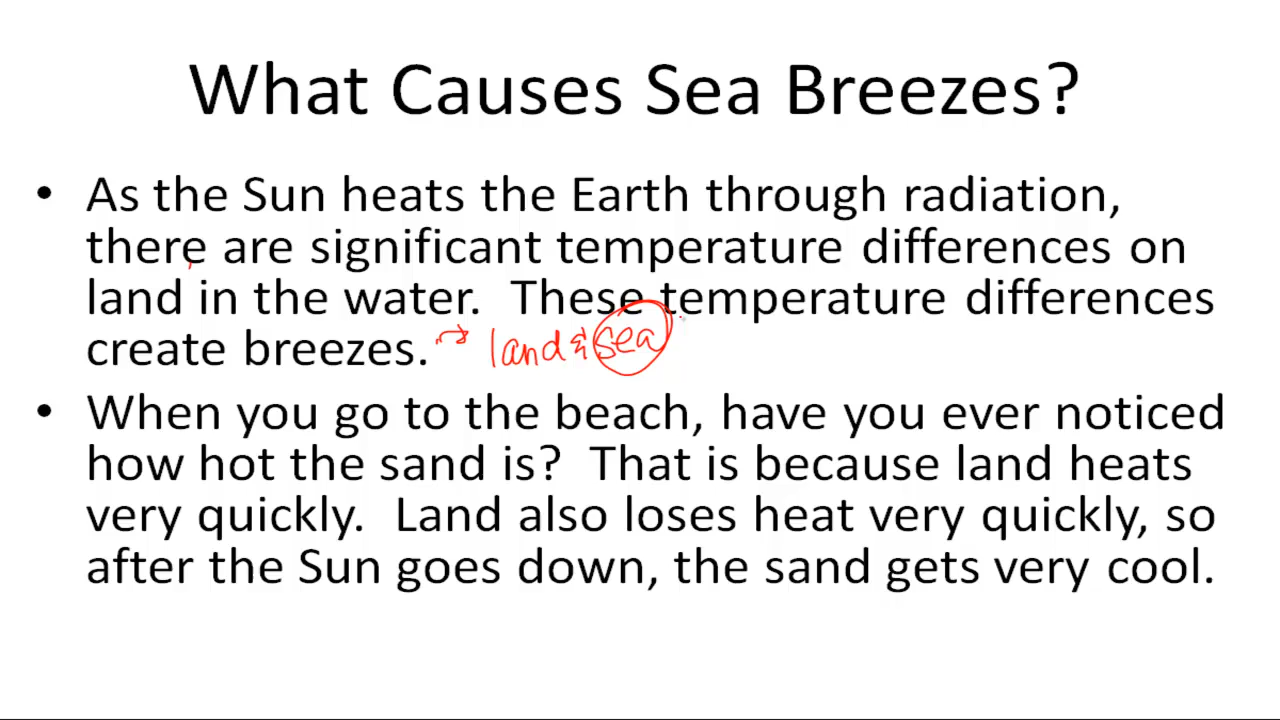 What Causes Sea Breezes?
• As the Sun heats the Earth through radiation,
there are significant temperature differences on
land in the water.  These temperature differences
create breezes. → land & sea
• When you go to the beach, have you ever noticed
how hot the sand is?  That is because land heats
very quickly.  Land also loses heat very quickly, so
after the Sun goes down, the sand gets very cool.